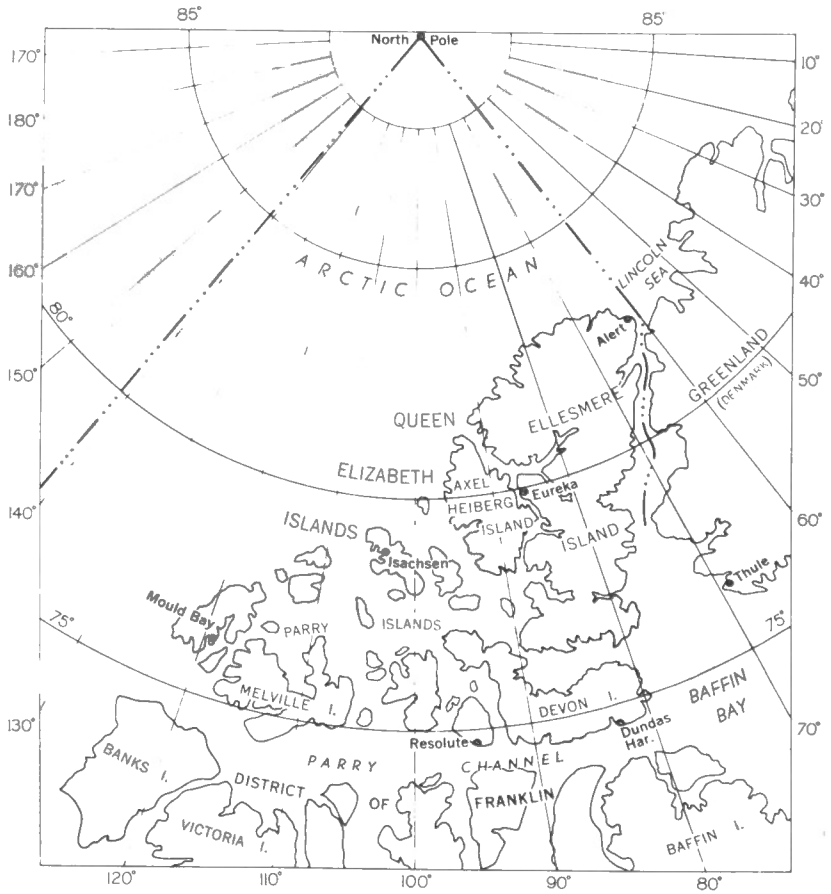 85°
85°
North Pole
170°
180°
170°
160°
80°
150°
140°
75°
130°
10°
20°
30°
40°
50°
60°
75°
70°
ARCTIC OCEAN
LINCOLN
SEA
Alert
GREENLAND
(DENMARK)
QUEEN
ELLESMERE
ELIZABETH
AXEL
Eureka
HEIBERG
ISLANDS
ISLAND
ISLAND
Isachsen
Thule
Mould Bay
PARRY
ISLANDS
MELVILLE I.
DEVON I.
BAFFIN
BAY
Dundas
Har.
Resolute
BANKS I.
PARRY
CHANNEL
DISTRICT
OF
FRANKLIN
VICTORIA I.
BAFFIN I.
120°
110°
100°
90°
80°